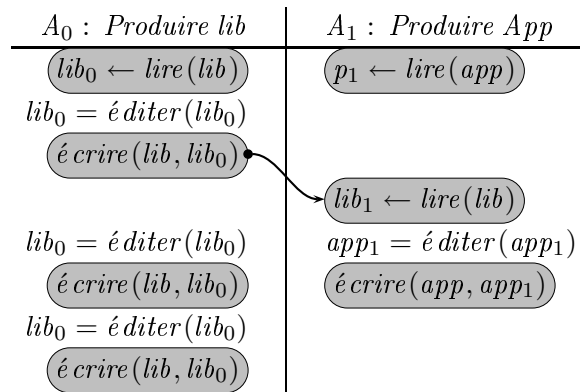 A₀ : Produire lib A₁ : Produire App
lib₀ ← lire(lib) p₁ ← lire(app)
lib₀ = éditer(lib₀)
écrire(lib, lib₀)
lib₁ ← lire(lib)
lib₀ = éditer(lib₀) app₁ = éditer(app₁)
écrire(lib, lib₀) écrire(app, app₁)
lib₀ = éditer(lib₀)
écrire(lib, lib₀)